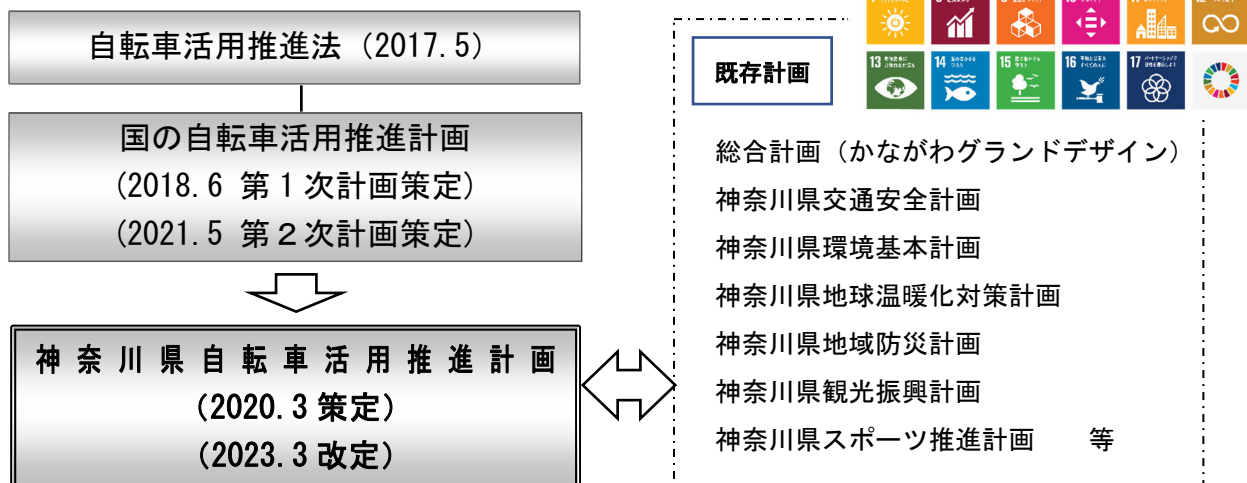 自転車活用推進法（2017.5）
国の自転車活用推進計画
(2018.6 第１次計画策定)
(2021.5 第２次計画策定)
神奈川県自転車活用推進計画
(2020.3 策定)
(2023.3 改定)
既存計画
13
14
15
16
17
総合計画（かながわグランドデザイン）
神奈川県交通安全計画
神奈川県環境基本計画
神奈川県地球温暖化対策計画
神奈川県地域防災計画
神奈川県観光振興計画
神奈川県スポーツ推進計画　　等